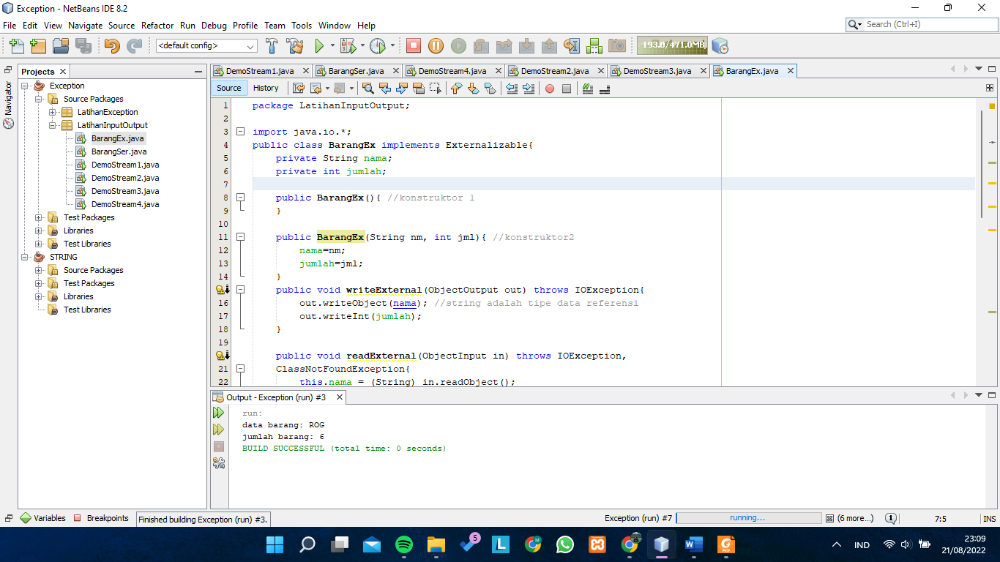 Exception - NetBeans IDE 8.2
File Edit View Navigate Source Refactor Run Debug Profile Team Tools Window Help
Search (Ctrl+I)
<default config>
193.0/471.0MB
Projects
DemoStream1.java BarangSer.java DemoStream4.java DemoStream2.java DemoStream3.java BarangEx.java
Navigator
Exception
Source Packages
LatihanException
LatihanInputOutput
BarangEx.java
BarangSer.java
DemoStream1.java
DemoStream2.java
DemoStream3.java
DemoStream4.java
Test Packages
Libraries
Test Libraries
STRING
Source Packages
Test Packages
Libraries
Test Libraries
Source History
1 package LatihanInputOutput;
2
3 import java.io.*;
4 public class BarangEx implements Externalizable{
5 private String nama;
6 private int jumlah;
7
8 public BarangEx(){ //konstruktor 1
9 }
10
11 public BarangEx(String nm, int jml){ //konstruktor2
12 nama=nm;
13 jumlah=jml;
14 }
public void writeExternal(ObjectOutput out) throws IOException{
16 out.writeObject(nama); //string adalah tipe data referensi
17 out.writeInt(jumlah);
18 }
19
public void readExternal(ObjectInput in) throws IOException,
21 ClassNotFoundException{
22 this.nama = (String) in.readObject();
Output - Exception (run) #3
run:
data barang: ROG
jumlah barang: 6
BUILD SUCCESSFUL (total time: 0 seconds)
Variables Breakpoints Finished building Exception (run) #3.
Exception (run) #7 running... (6 more...) 1 7:5 INS
5
L
M
W
PDF
IND
23:09
21/08/2022